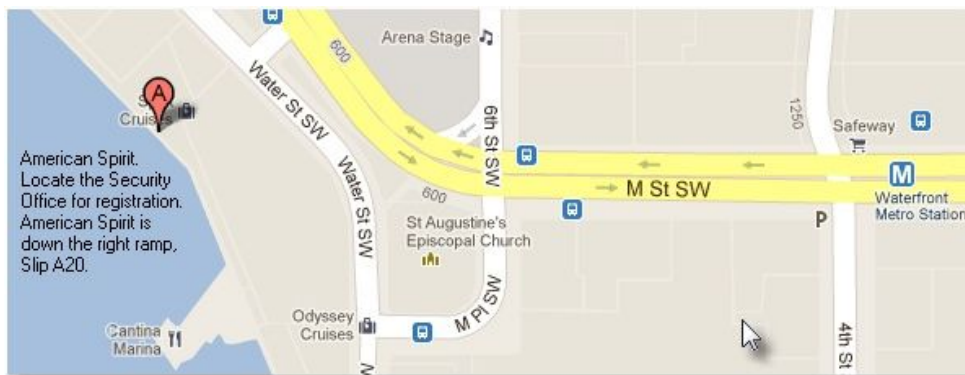 Arena Stage
600
Water St SW
6th St SW
1250
Safeway
A
Cruises
American Spirit.
Locate the Security
Office for registration.
American Spirit is
down the right ramp,
Slip A20.
Water St SW
600
M St SW
M
Waterfront
Metro Station
P
St Augustine's
Episcopal Church
Odyssey
Cruises
M Pl SW
Cantina
Marina
4th St
W